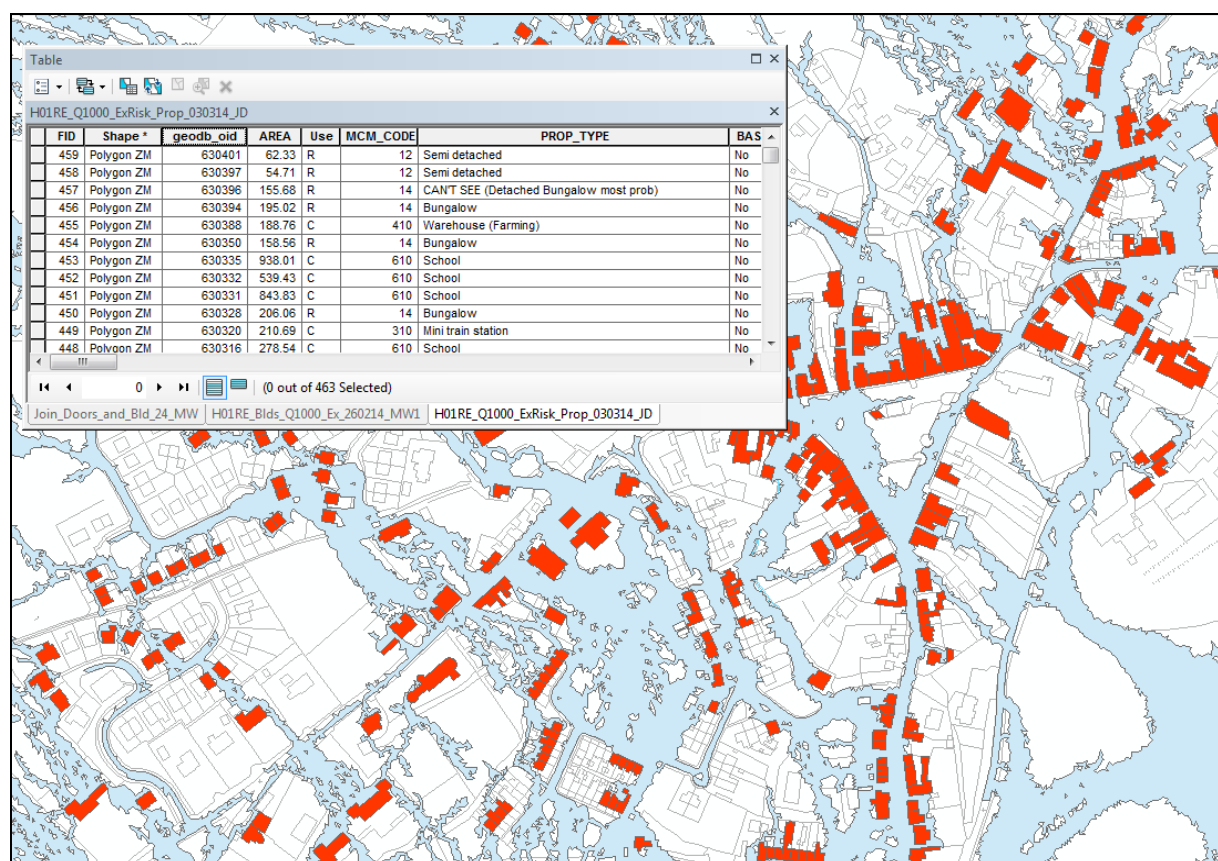 Table
H01RE_Q1000_ExRisk_Prop_030314_JD
FID Shape * geodb_oid AREA Use MCM_CODE PROP_TYPE BAS
459 Polygon ZM 630401 62.33 R 12 Semi detached No
458 Polygon ZM 630397 54.71 R 12 Semi detached No
457 Polygon ZM 630396 155.68 R 14 CAN'T SEE (Detached Bungalow most prob) No
456 Polygon ZM 630394 195.02 R 14 Bungalow No
455 Polygon ZM 630388 188.76 C 410 Warehouse (Farming) No
454 Polygon ZM 630350 158.56 R 14 Bungalow No
453 Polygon ZM 630335 938.01 C 610 School No
452 Polygon ZM 630332 539.43 C 610 School No
451 Polygon ZM 630331 843.83 C 610 School No
450 Polygon ZM 630328 206.06 R 14 Bungalow No
449 Polygon ZM 630320 210.69 C 310 Mini train station No
448 Polygon ZM 630316 278.54 C 610 School No
0 (0 out of 463 Selected)
Join_Doors_and_Bld_24_MW H01RE_Blds_Q1000_Ex_260214_MW1 H01RE_Q1000_ExRisk_Prop_030314_JD